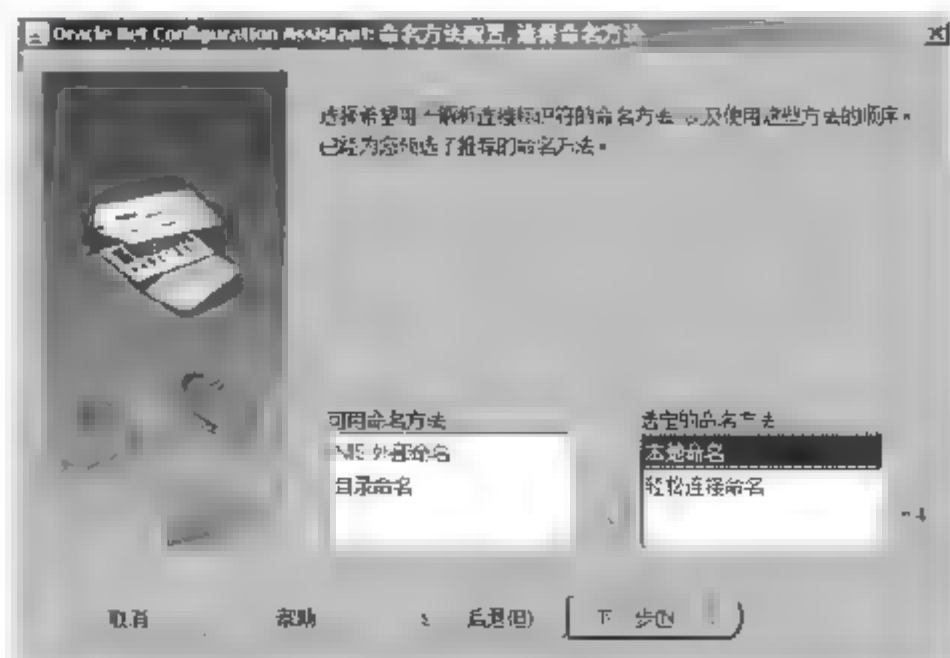 Oracle Net Configuration Assistant: 命名方法配置, 选择命名方法
选择希望用 解析连接标识符的命名方法 以及使用这些方法的顺序。
已经为您预选了推荐的命名方法。
可用命名方法
选定的命名方法
外部命名
目录命名
本地命名
轻松连接命名
取消
帮助
后退(B)
下一步(N)